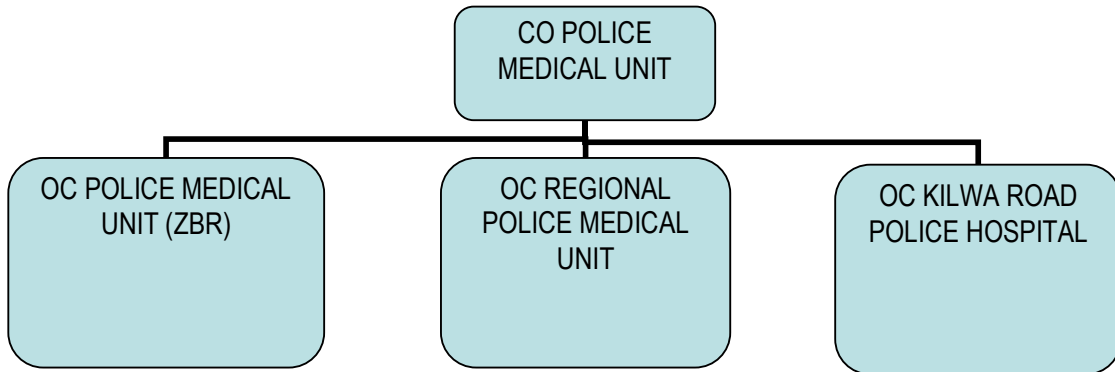 CO POLICE
MEDICAL UNIT
OC POLICE MEDICAL
UNIT (ZBR)
OC REGIONAL
POLICE MEDICAL
UNIT
OC KILWA ROAD
POLICE HOSPITAL